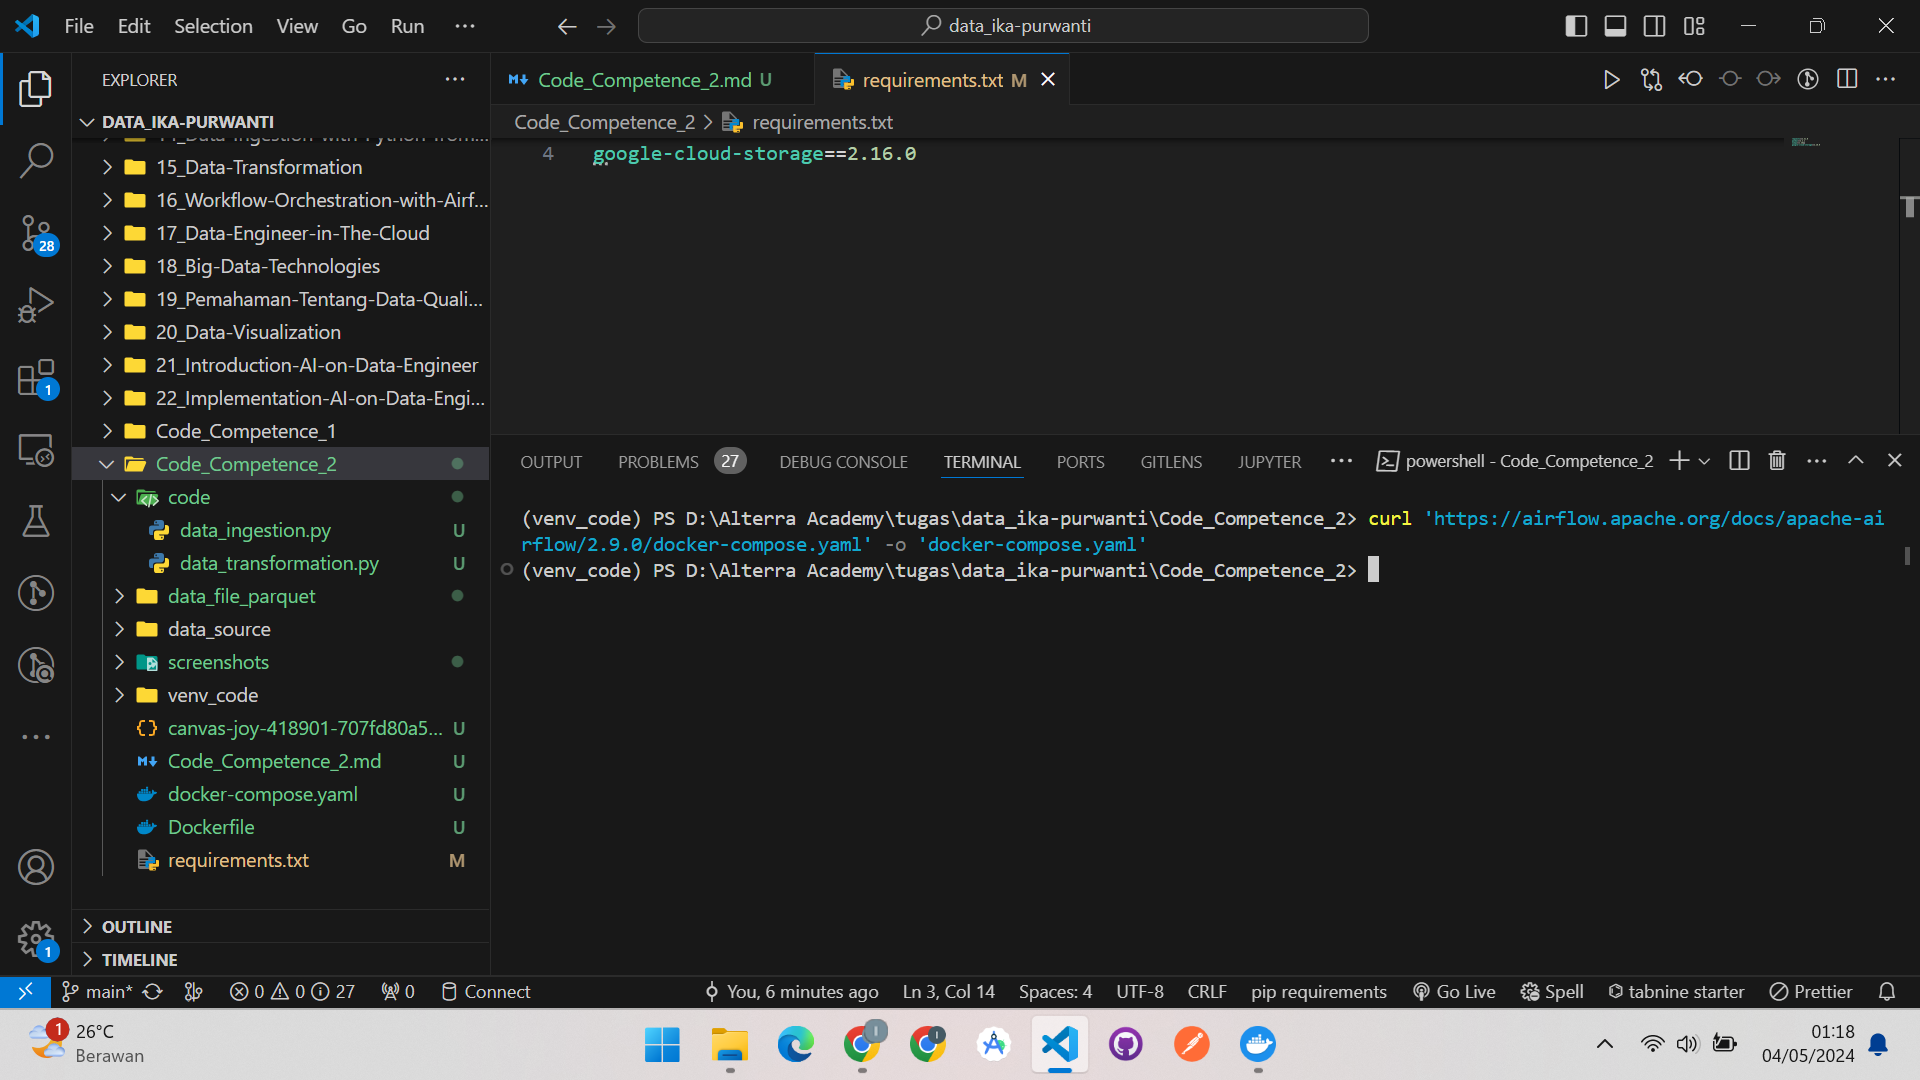 File Edit Selection View Go Run ···
data_ika-purwanti
EXPLORER
DATA_IKA-PURWANTI
15_Data-Transformation
16_Workflow-Orchestration-with-Airf...
17_Data-Engineer-in-The-Cloud
18_Big-Data-Technologies
19_Pemahaman-Tentang-Data-Quali...
20_Data-Visualization
21_Introduction-AI-on-Data-Engineer
22_Implementation-AI-on-Data-Engi...
Code_Competence_1
Code_Competence_2
code
data_ingestion.py U
data_transformation.py U
data_file_parquet
data_source
screenshots
venv_code
canvas-joy-418901-707fd80a5... U
Code_Competence_2.md U
docker-compose.yaml U
Dockerfile U
requirements.txt M
OUTLINE
TIMELINE
28
1
1
Code_Competence_2.md U
requirements.txt M
Code_Competence_2 > requirements.txt
4 google-cloud-storage==2.16.0
OUTPUT PROBLEMS 27 DEBUG CONSOLE TERMINAL PORTS GITLENS JUPYTER ··· powershell - Code_Competence_2
(venv_code) PS D:\Alterra Academy\tugas\data_ika-purwanti\Code_Competence_2> curl 'https://airflow.apache.org/docs/apache-ai
rflow/2.9.0/docker-compose.yaml' -o 'docker-compose.yaml'
(venv_code) PS D:\Alterra Academy\tugas\data_ika-purwanti\Code_Competence_2>
main* 0 0 27 0 Connect You, 6 minutes ago Ln 3, Col 14 Spaces: 4 UTF-8 CRLF pip requirements Go Live Spell tabnine starter Prettier
1
26°C
Berawan
01:18
04/05/2024